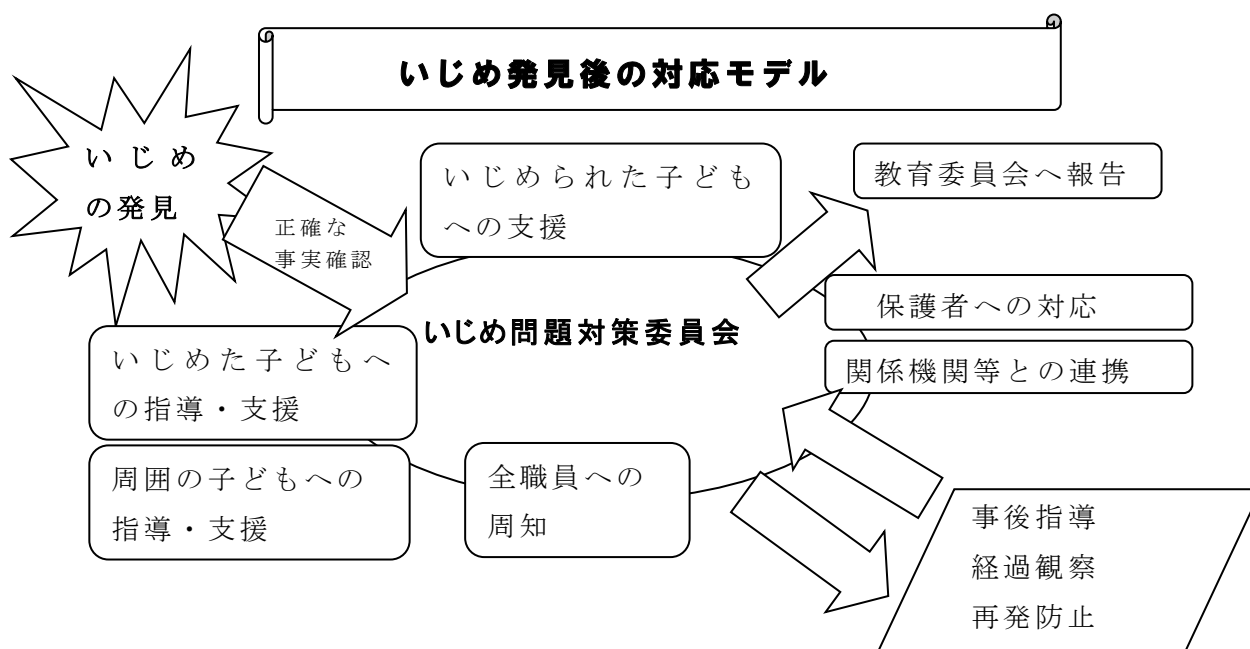 いじめ発見後の対応モデル
いじめ
の発見
正確な
事実確認
いじめられた子ども
への支援
教育委員会へ報告
保護者への対応
関係機関等との連携
いじめ問題対策委員会
いじめた子どもへ
の指導・支援
周囲の子どもへの
指導・支援
全職員への
周知
事後指導
経過観察
再発防止